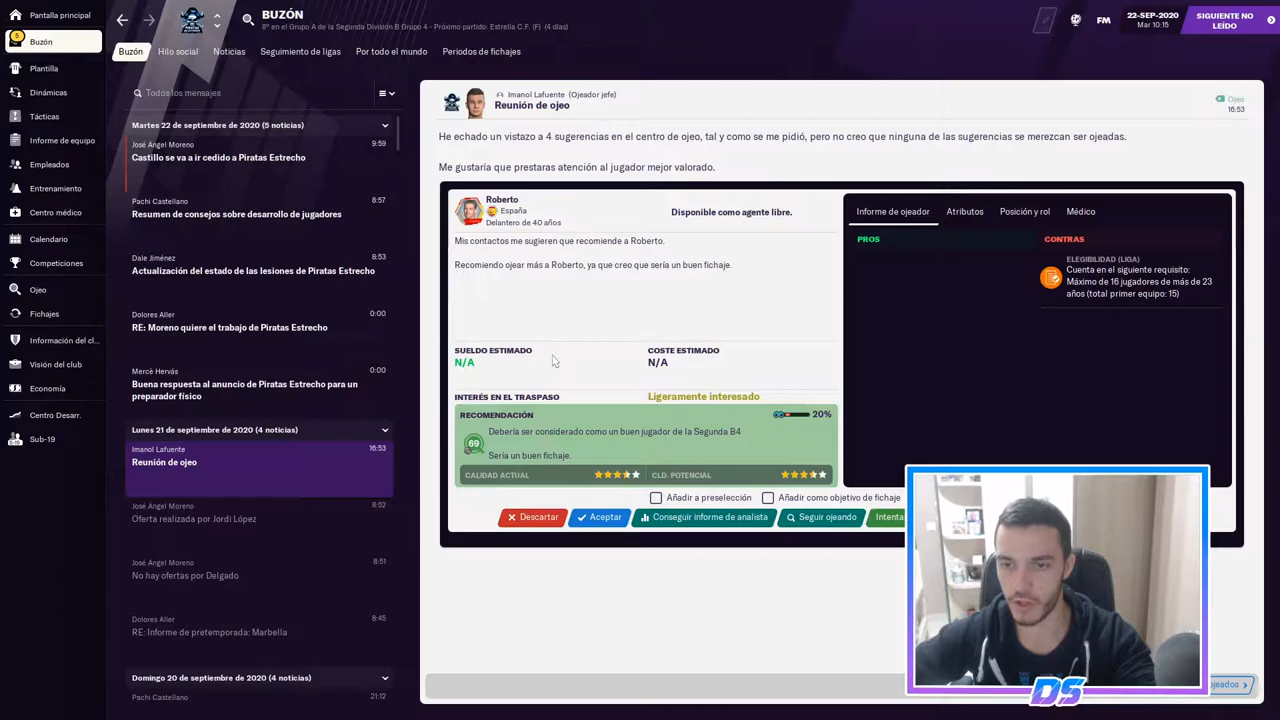 Pantalla principal
Buzón
5
Plantilla
Dinámicas
Tácticas
Informe de equipo
Empleados
Entrenamiento
Centro médico
Calendario
Competiciones
Ojeo
Fichajes
Información del cl...
Visión del club
Economía
Centro Desarr.
Sub-19
BUZÓN
8º en el Grupo A de la Segunda División B Grupo 4 - Próximo partido: Estrella C.F. (F) (4 días)
FM
22-SEP-2020
Mar 10:15
SIGUIENTE NO LEÍDO
Buzón
Hilo social
Noticias
Seguimiento de ligas
Por todo el mundo
Periodos de fichajes
Todos los mensajes
Martes 22 de septiembre de 2020 (5 noticias)
José Ángel Moreno 9:59
Castillo se va a ir cedido a Piratas Estrecho
Pachi Castellano 8:57
Resumen de consejos sobre desarrollo de jugadores
Dale Jiménez 8:53
Actualización del estado de las lesiones de Piratas Estrecho
Dolores Aller 0:00
RE: Moreno quiere el trabajo de Piratas Estrecho
Mercè Hervás 0:00
Buena respuesta al anuncio de Piratas Estrecho para un
preparador físico
Lunes 21 de septiembre de 2020 (4 noticias)
Imanol Lafuente 16:53
Reunión de ojeo
José Ángel Moreno 8:52
Oferta realizada por Jordi López
José Ángel Moreno 8:51
No hay ofertas por Delgado
Dolores Aller 8:45
RE: Informe de pretemporada: Marbella
Domingo 20 de septiembre de 2020 (4 noticias)
Pachi Castellano 21:12
Imanol Lafuente (Ojeador jefe)
Reunión de ojeo
Ojeo
16:53
He echado un vistazo a 4 sugerencias en el centro de ojeo, tal y como se me pidió, pero no creo que ninguna de las sugerencias se merezcan ser ojeadas.
Me gustaría que prestaras atención al jugador mejor valorado.
Roberto
España
Delantero de 40 años
Disponible como agente libre.
Mis contactos me sugieren que recomiende a Roberto.
Recomiendo ojear más a Roberto, ya que creo que sería un buen fichaje.
SUELDO ESTIMADO
N/A
COSTE ESTIMADO
N/A
INTERÉS EN EL TRASPASO
Ligeramente interesado
RECOMENDACIÓN
20%
69
Debería ser considerado como un buen jugador de la Segunda B4
Sería un buen fichaje.
CALIDAD ACTUAL
CLD. POTENCIAL
Informe de ojeador
Atributos
Posición y rol
Médico
PROS
CONTRAS
ELEGIBILIDAD (LIGA)
Cuenta en el siguiente requisito:
Máximo de 16 jugadores de más de 23
años (total primer equipo: 15)
Añadir a preselección
Añadir como objetivo de fichaje
Descartar
Aceptar
Conseguir informe de analista
Seguir ojeando
Intenta
ojeados
DS